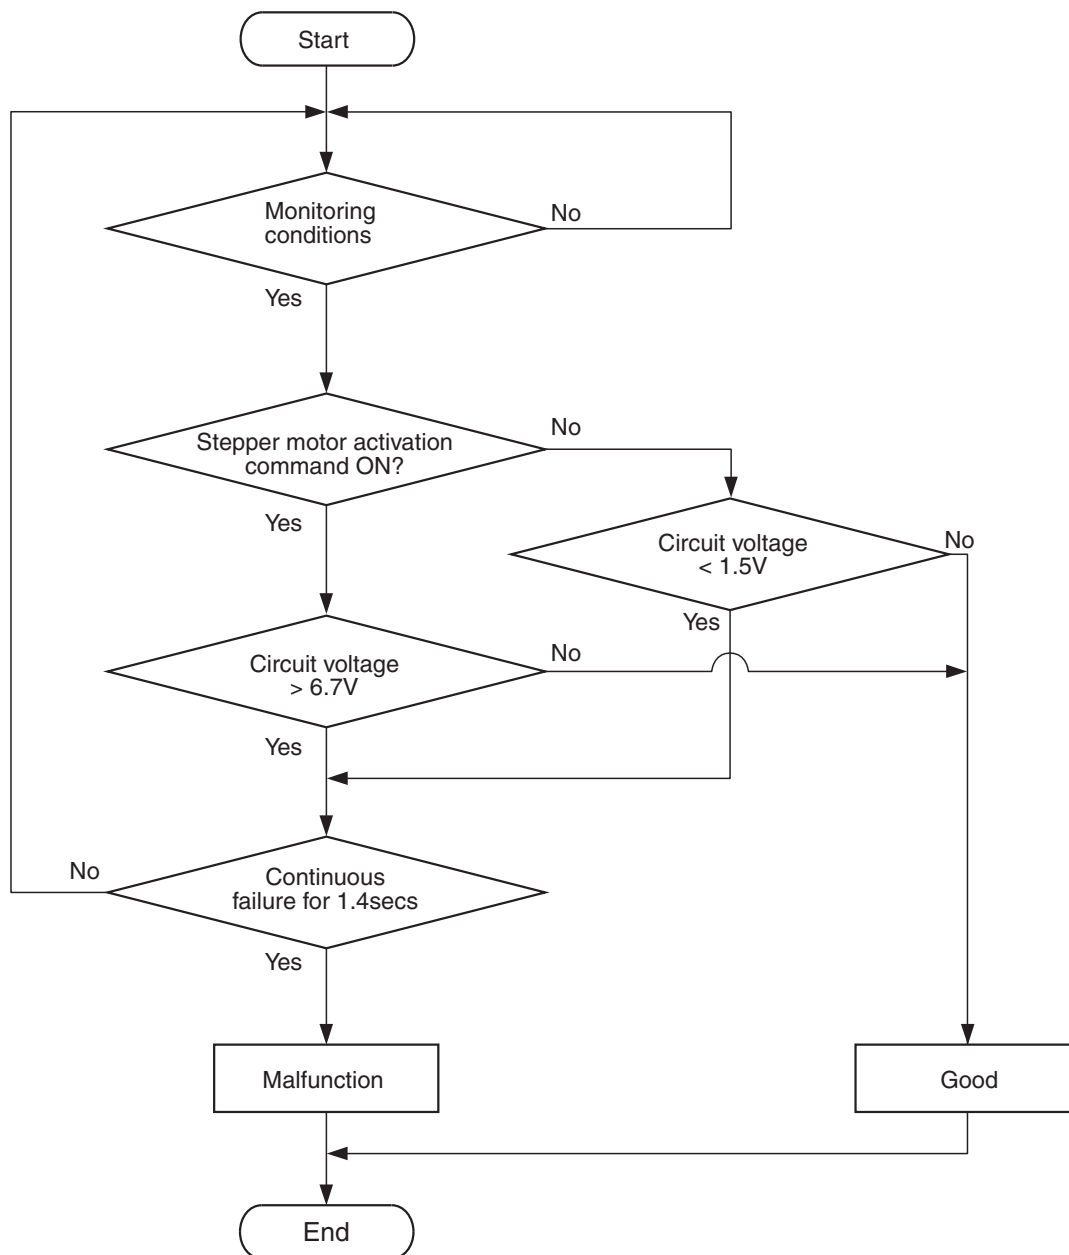 Start
Monitoring
conditions
No
Yes
Stepper motor activation
command ON?
No
Yes
Circuit voltage
< 1.5V
No
Yes
Circuit voltage
> 6.7V
No
Yes
Continuous
failure for 1.4secs
No
Yes
Malfunction
Good
End